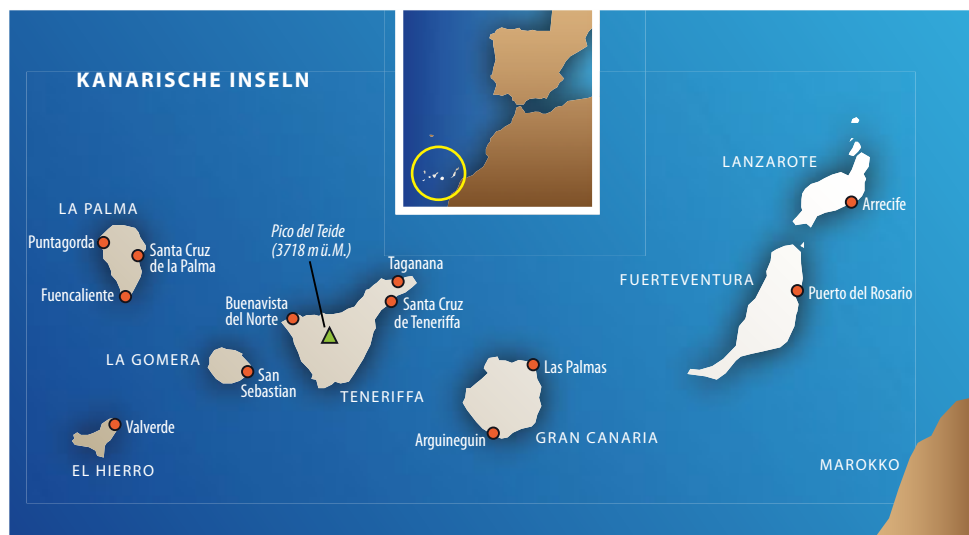 KANARISCHE INSELN
LANZAROTE
Arrecife
LA PALMA
Puntagorda
Santa Cruz
de la Palma
Fuencaliente
Pico del Teide
(3718 m ü.M.)
Taganana
Buenavista
del Norte
Santa Cruz
de Teneriffa
FUERTEVENTURA
Puerto del Rosario
LA GOMERA
San
Sebastian
TENERIFFA
Las Palmas
Valverde
Arguineguin
GRAN CANARIA
EL HIERRO
MAROKKO